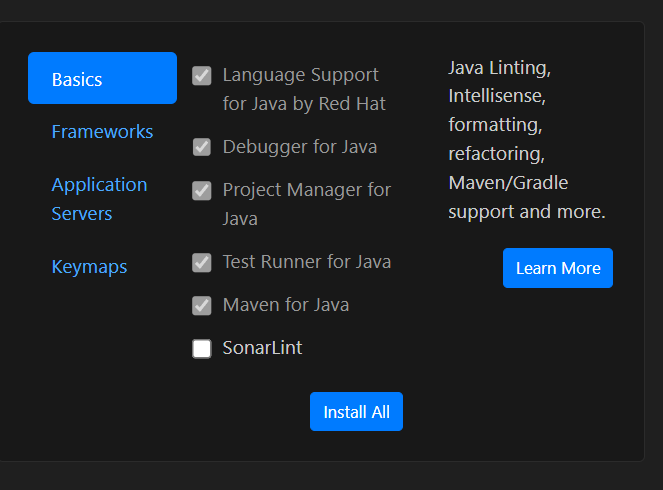 Basics
Frameworks
Application
Servers
Keymaps
Language Support
for Java by Red Hat
Debugger for Java
Project Manager for
Java
Test Runner for Java
Maven for Java
SonarLint
Install All
Java Linting,
Intellisense,
formatting,
refactoring,
Maven/Gradle
support and more.
Learn More